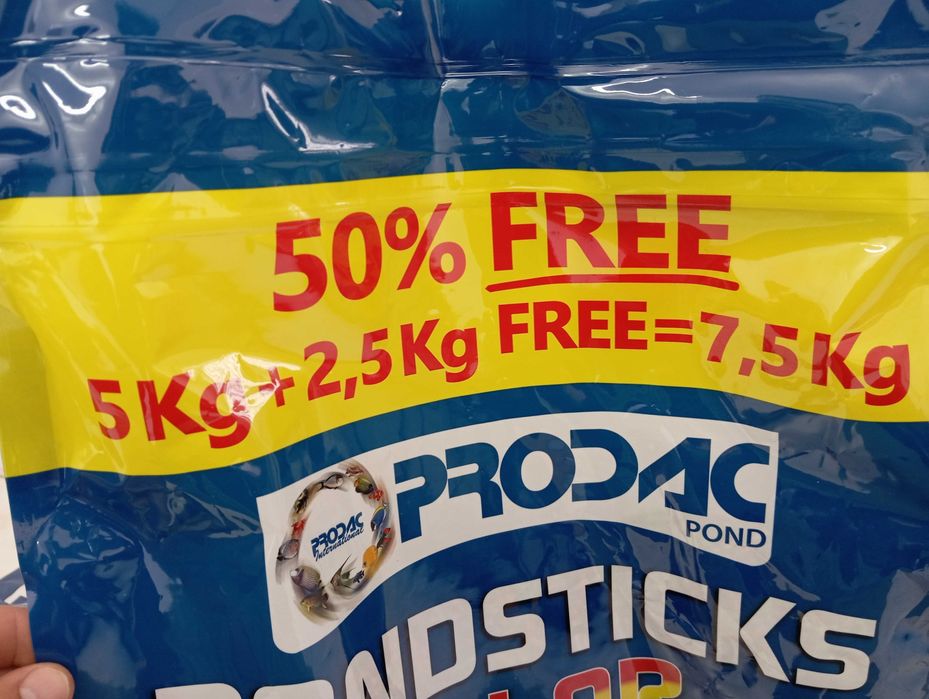 50% FREE
5 Kg + 2,5 Kg FREE = 7,5 Kg
PRODAC
PRODAC
International
POND
PONDSTICKS